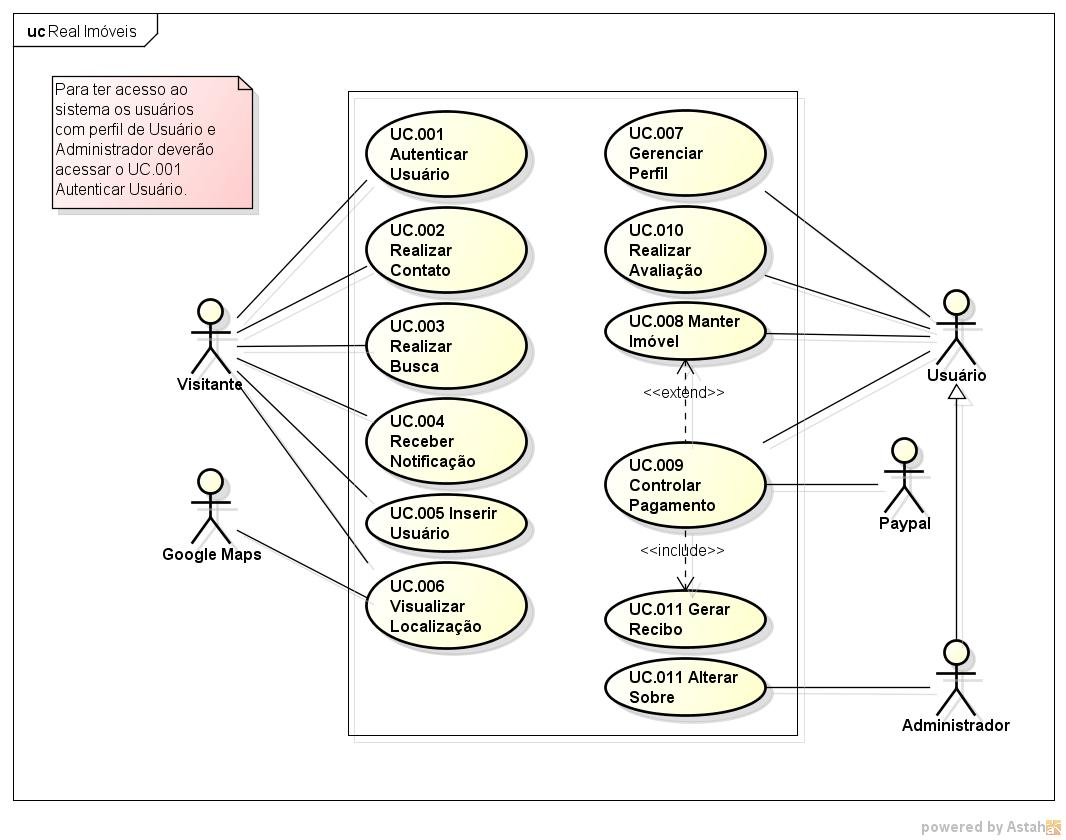 uc Real Imóveis
Para ter acesso ao
sistema os usuários
com perfil de Usuário e
Administrador deverão
acessar o UC.001
Autenticar Usuário.
UC.001
Autenticar
Usuário
UC.002
Realizar
Contato
UC.003
Realizar
Busca
UC.004
Receber
Notificação
UC.005 Inserir
Usuário
UC.006
Visualizar
Localização
UC.007
Gerenciar
Perfil
UC.010
Realizar
Avaliação
UC.008 Manter
Imóvel
<<extend>>
UC.009
Controlar
Pagamento
<<include>>
UC.011 Gerar
Recibo
UC.011 Alterar
Sobre
Visitante
Google Maps
Usuário
Paypal
Administrador
powered by Astah